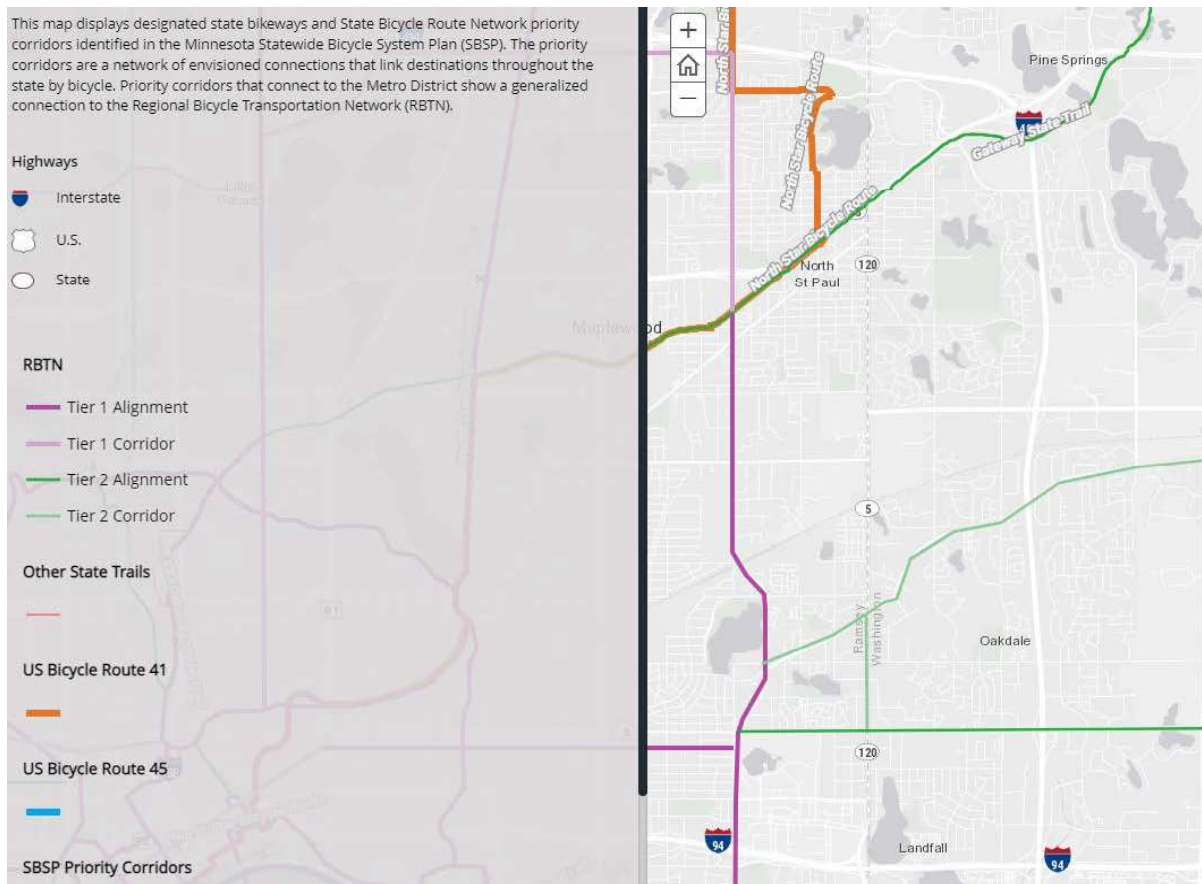 This map displays designated state bikeways and State Bicycle Route Network priority
corridors identified in the Minnesota Statewide Bicycle System Plan (SBSP). The priority
corridors are a network of envisioned connections that link destinations throughout the
state by bicycle. Priority corridors that connect to the Metro District show a generalized
connection to the Regional Bicycle Transportation Network (RBTN).
Highways
Interstate
U.S.
State
RBTN
Tier 1 Alignment
Tier 1 Corridor
Tier 2 Alignment
Tier 2 Corridor
Other State Trails
US Bicycle Route 41
US Bicycle Route 45
SBSP Priority Corridors
Maplewood
61
North Star Bi
North Star Bicycle Route
North Star Bicycle Route
Pine Springs
Gateway State Trail
North
St Paul
120
5
Ramsey
Washington
Oakdale
120
94
Landfall
94